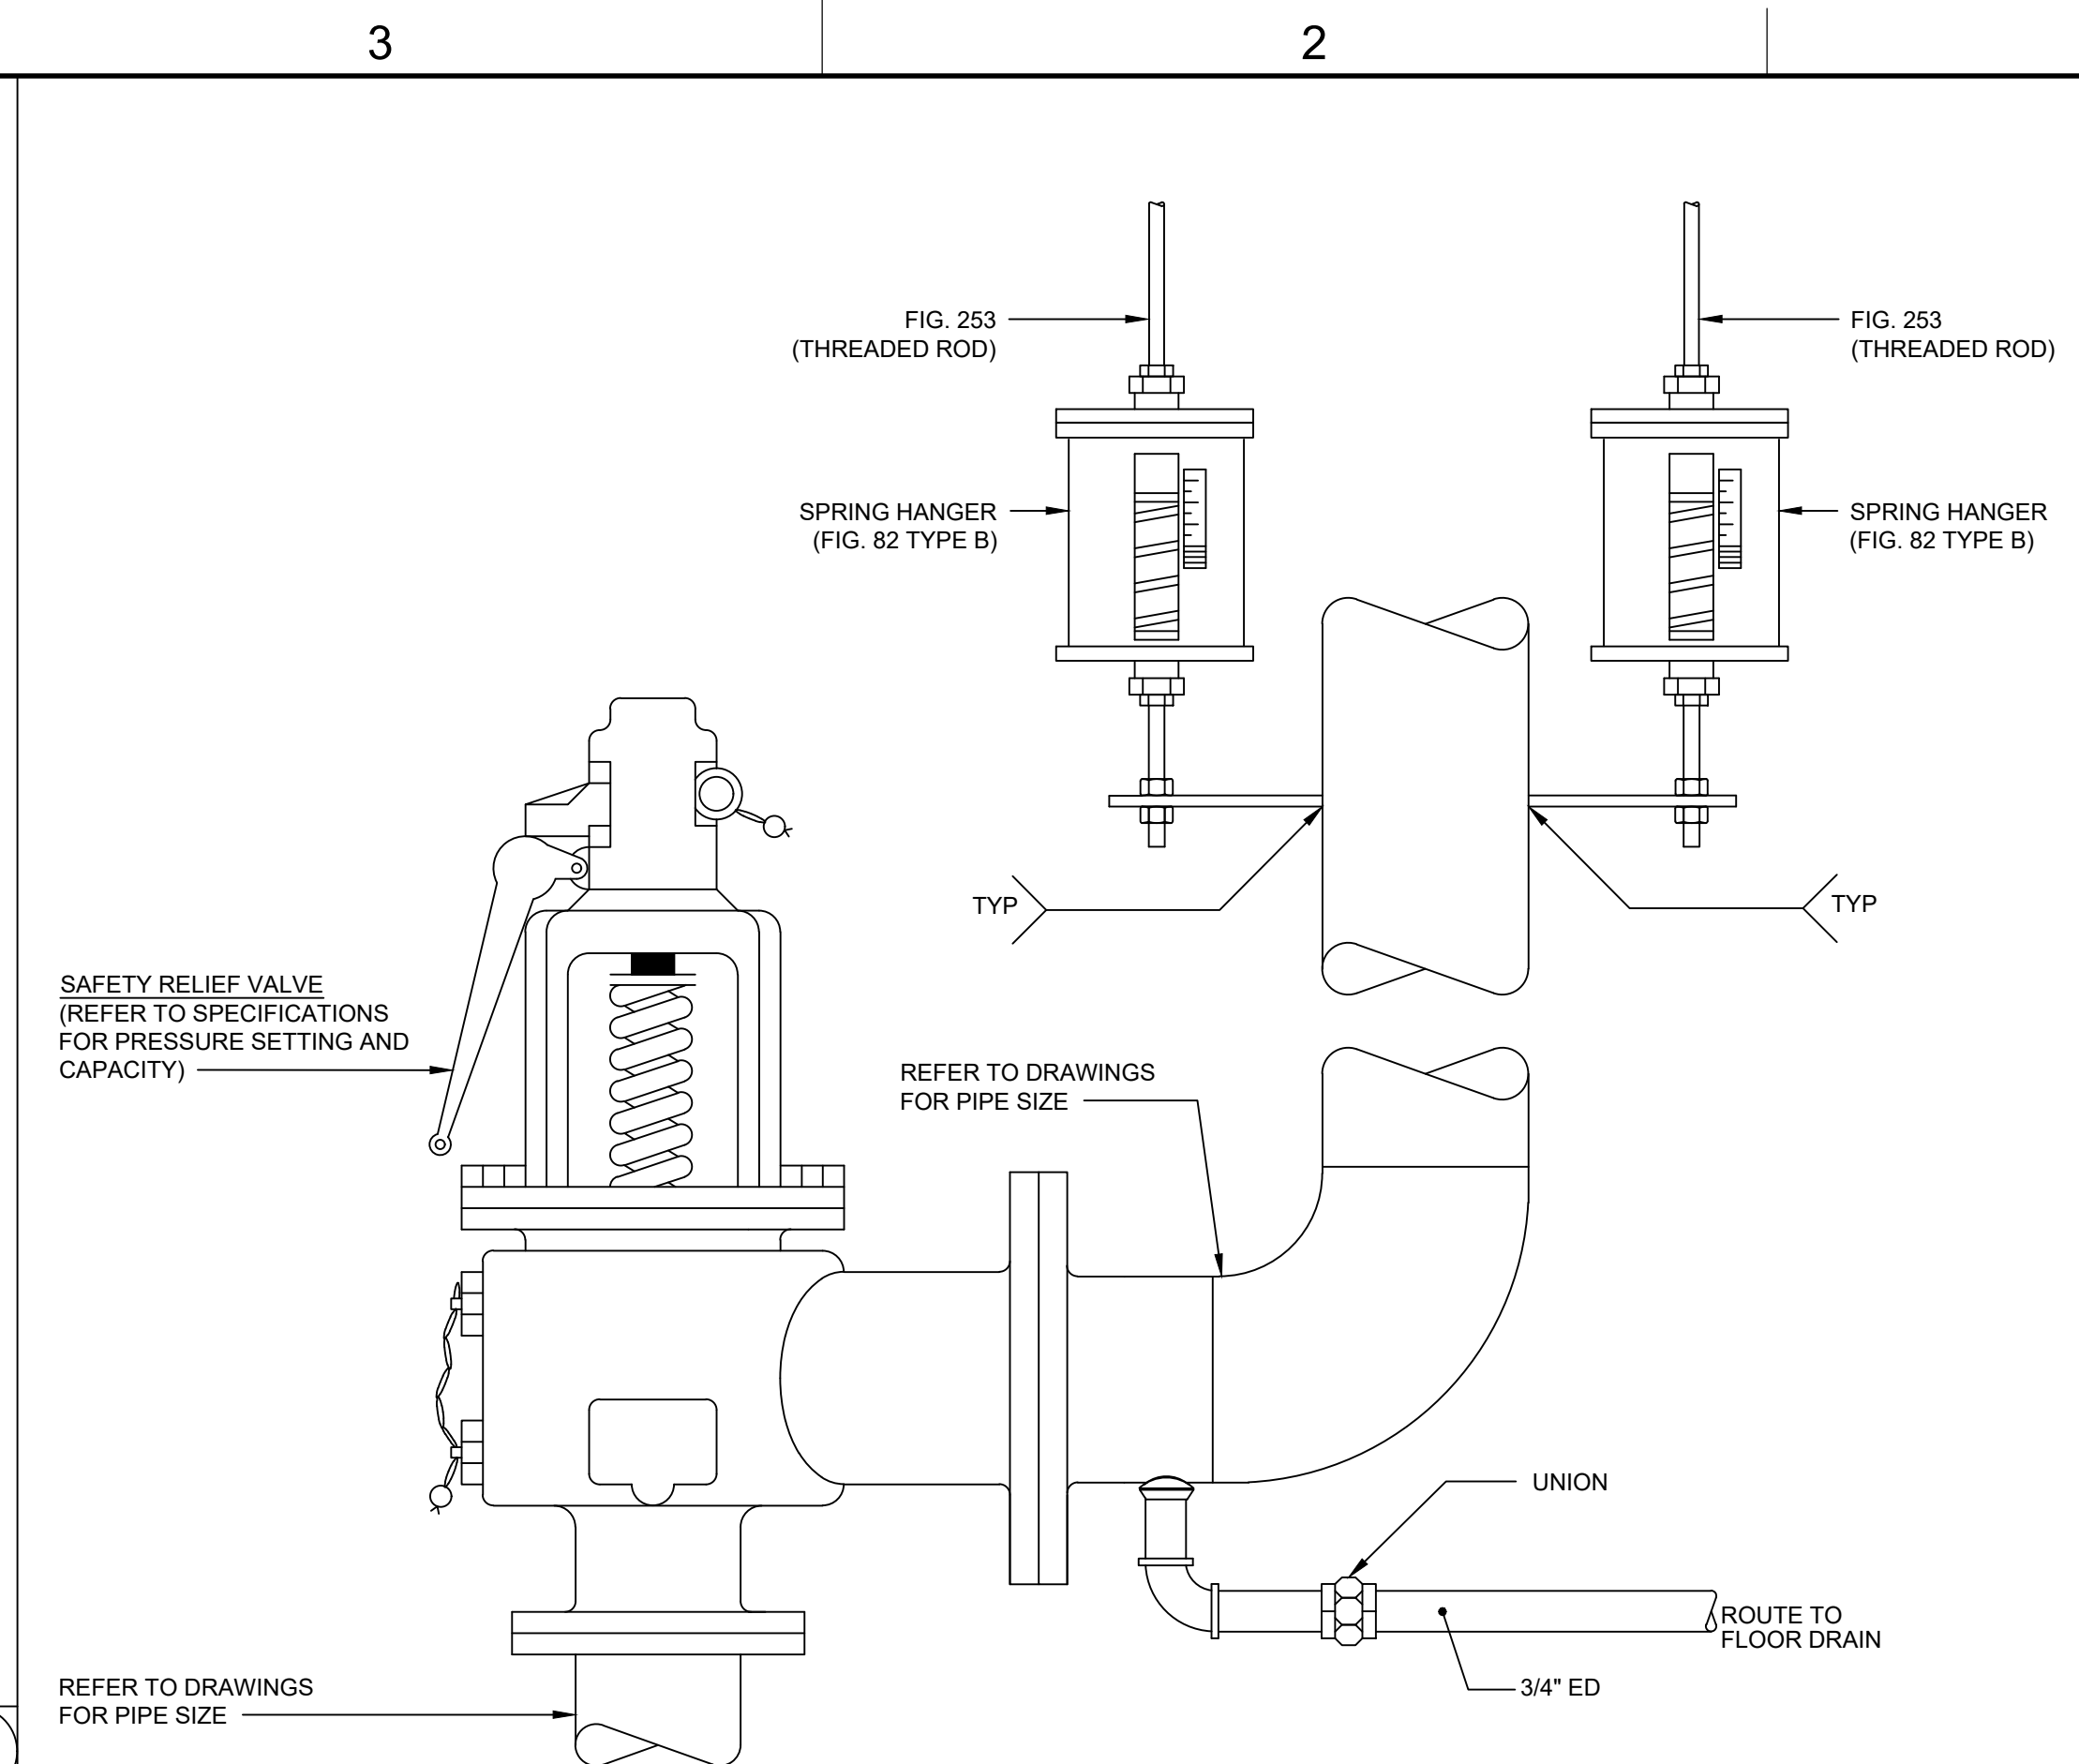 3
2
FIG. 253
(THREADED ROD)
FIG. 253
(THREADED ROD)
SPRING HANGER
(FIG. 82 TYPE B)
SPRING HANGER
(FIG. 82 TYPE B)
TYP
TYP
SAFETY RELIEF VALVE
(REFER TO SPECIFICATIONS
FOR PRESSURE SETTING AND
CAPACITY)
REFER TO DRAWINGS
FOR PIPE SIZE
UNION
ROUTE TO
FLOOR DRAIN
3/4" ED
REFER TO DRAWINGS
FOR PIPE SIZE